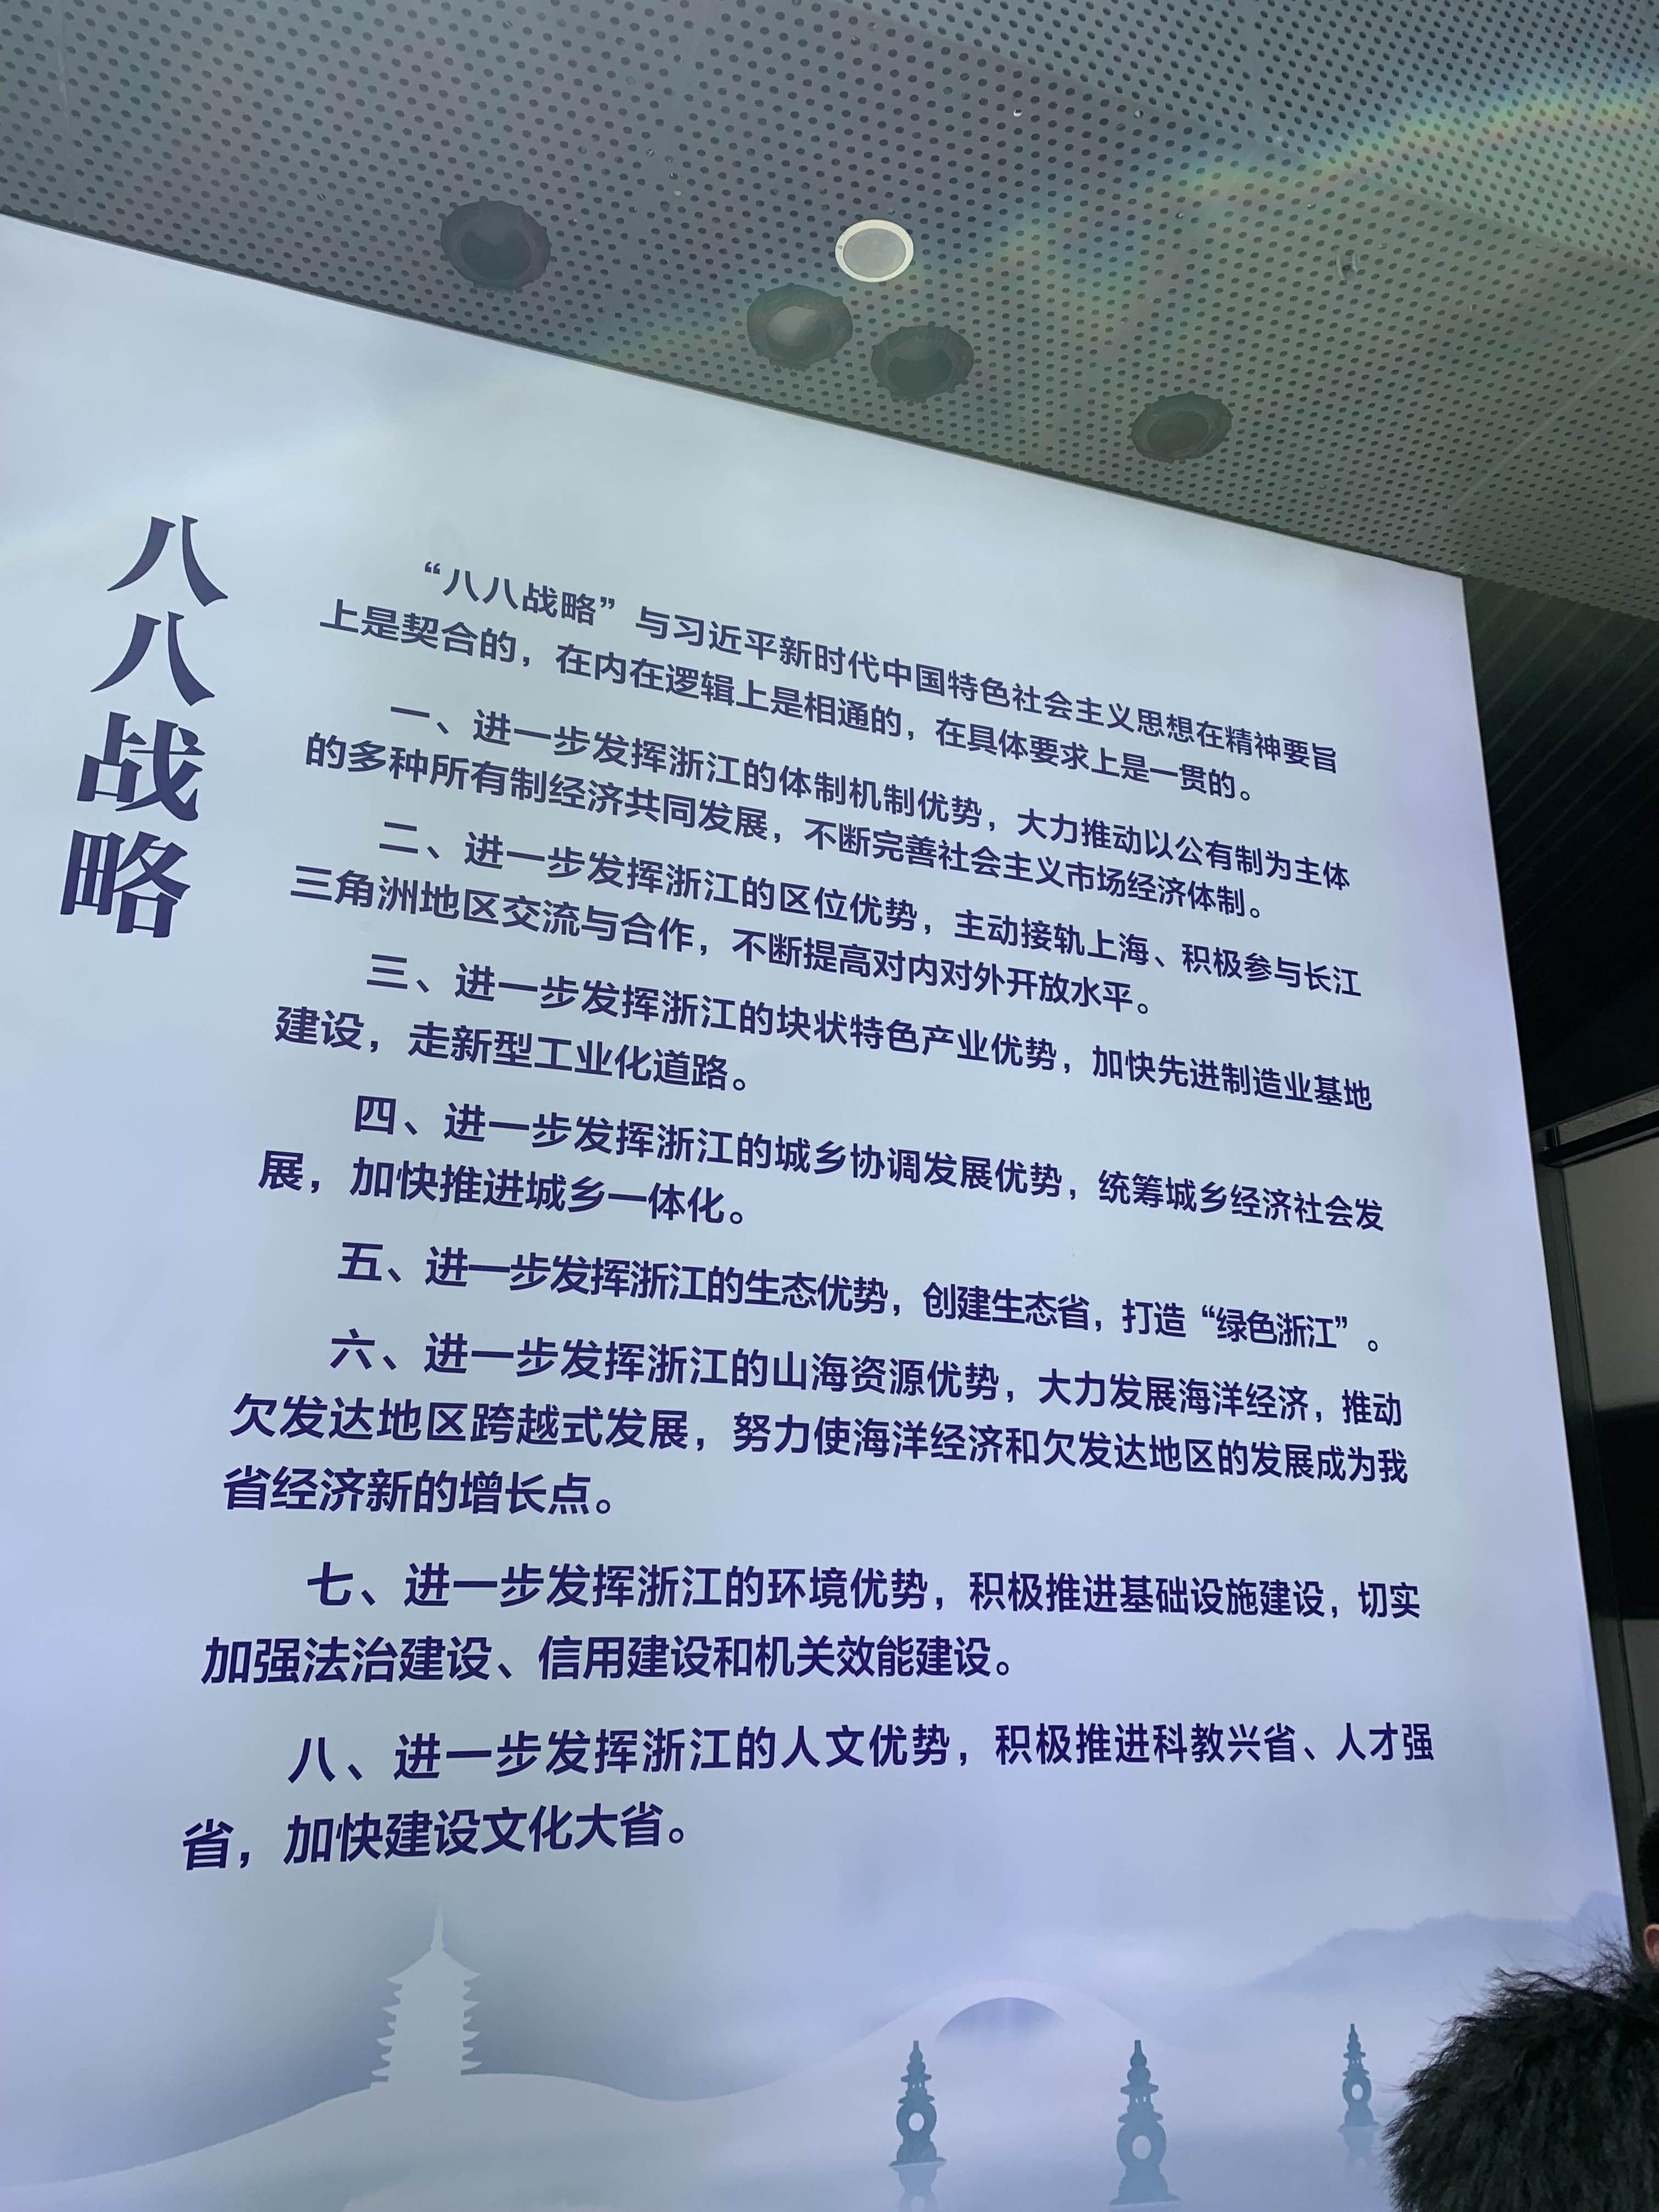 八八战略
“八八战略”与习近平新时代中国特色社会主义思想在精神要旨
上是契合的，在内在逻辑上是相通的，在具体要求上是一贯的。
一、进一步发挥浙江的体制机制优势，大力推动以公有制为主体
的多种所有制经济共同发展，不断完善社会主义市场经济体制。
二、进一步发挥浙江的区位优势，主动接轨上海、积极参与长江
三角洲地区交流与合作，不断提高对内对外开放水平。
三、进一步发挥浙江的块状特色产业优势，加快先进制造业基地
建设，走新型工业化道路。
四、进一步发挥浙江的城乡协调发展优势，统筹城乡经济社会发
展，加快推进城乡一体化。
五、进一步发挥浙江的生态优势，创建生态省，打造“绿色浙江”。
六、进一步发挥浙江的山海资源优势，大力发展海洋经济，推动
欠发达地区跨越式发展，努力使海洋经济和欠发达地区的发展成为我
省经济新的增长点。
七、进一步发挥浙江的环境优势，积极推进基础设施建设，切实
加强法治建设、信用建设和机关效能建设。
八、进一步发挥浙江的人文优势，积极推进科教兴省、人才强
省，加快建设文化大省。